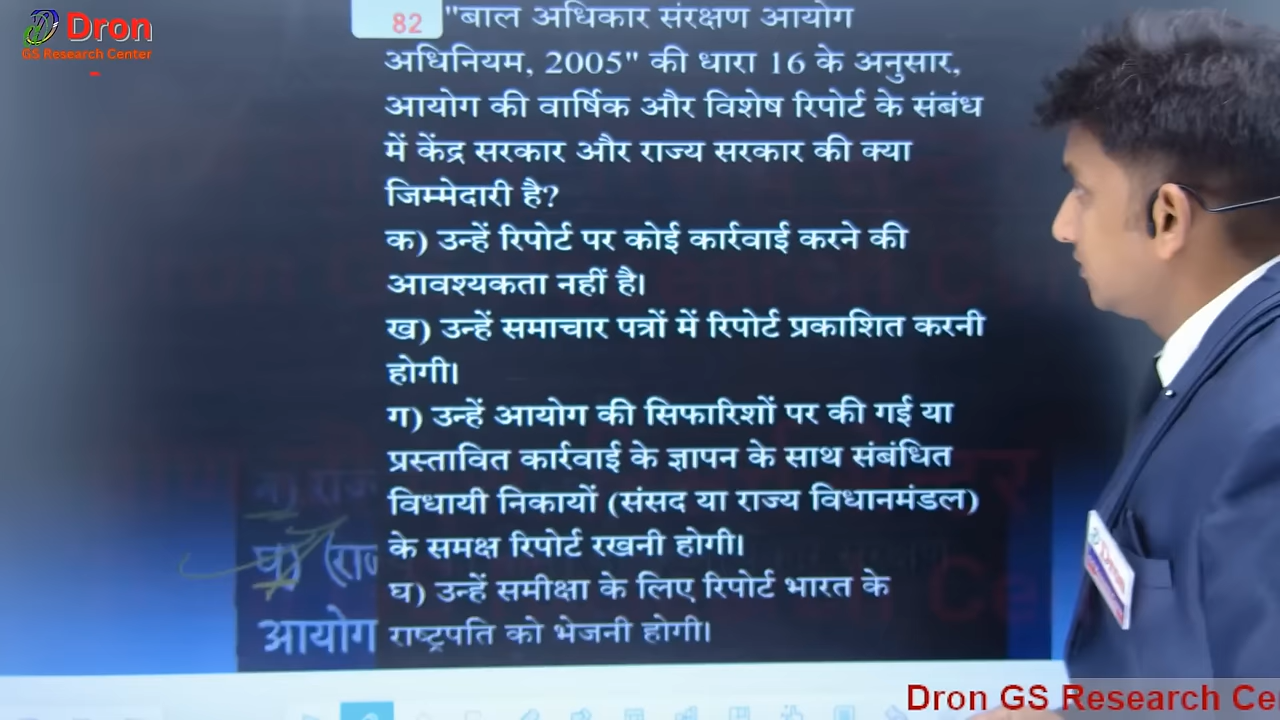 Dron
GS Research Center
82
"बाल अधिकार संरक्षण आयोग
अधिनियम, 2005" की धारा 16 के अनुसार,
आयोग की वार्षिक और विशेष रिपोर्ट के संबंध
में केंद्र सरकार और राज्य सरकार की क्या
जिम्मेदारी है?
क) उन्हें रिपोर्ट पर कोई कार्रवाई करने की
आवश्यकता नहीं है।
ख) उन्हें समाचार पत्रों में रिपोर्ट प्रकाशित करनी
होगी।
ग) उन्हें आयोग की सिफारिशों पर की गई या
प्रस्तावित कार्रवाई के ज्ञापन के साथ संबंधित
विधायी निकायों (संसद या राज्य विधानमंडल)
के समक्ष रिपोर्ट रखनी होगी।
घ) उन्हें समीक्षा के लिए रिपोर्ट भारत के
राष्ट्रपति को भेजनी होगी।
घ)
आयोग
Dron
Dron GS Research Ce